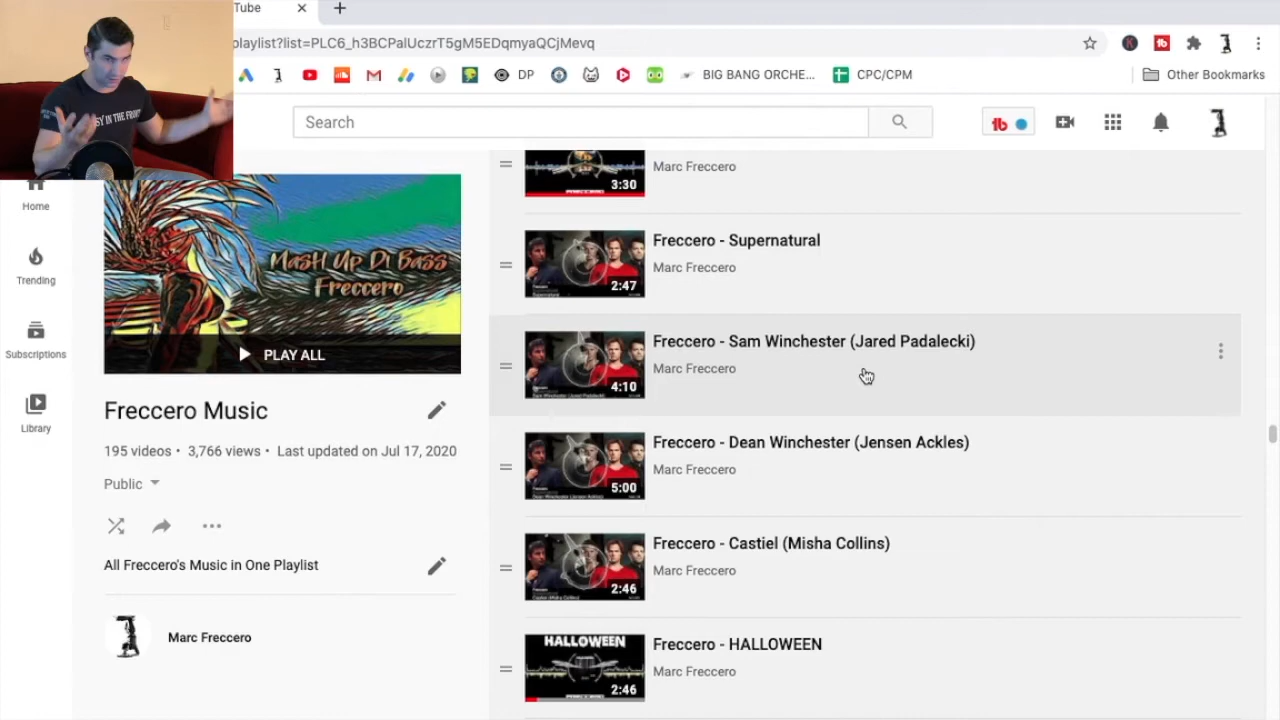 Tube
playlist?list=PLC6_h3BCPalUczrT5gM5EDqmyaQCjMevq
DP
BIG BANG ORCHE...
CPC/CPM
Other Bookmarks
Search
Home
Trending
Subscriptions
Library
MasH Up Di Bass
Freccero
PLAY ALL
Freccero Music
195 videos • 3,766 views • Last updated on Jul 17, 2020
Public
All Freccero's Music in One Playlist
Marc Freccero
3:30
Marc Freccero
Freccero - Supernatural
Marc Freccero
2:47
Freccero - Sam Winchester (Jared Padalecki)
Marc Freccero
4:10
Freccero - Dean Winchester (Jensen Ackles)
Marc Freccero
5:00
Freccero - Castiel (Misha Collins)
Marc Freccero
2:46
HALLOWEEN
Freccero - HALLOWEEN
Marc Freccero
2:46